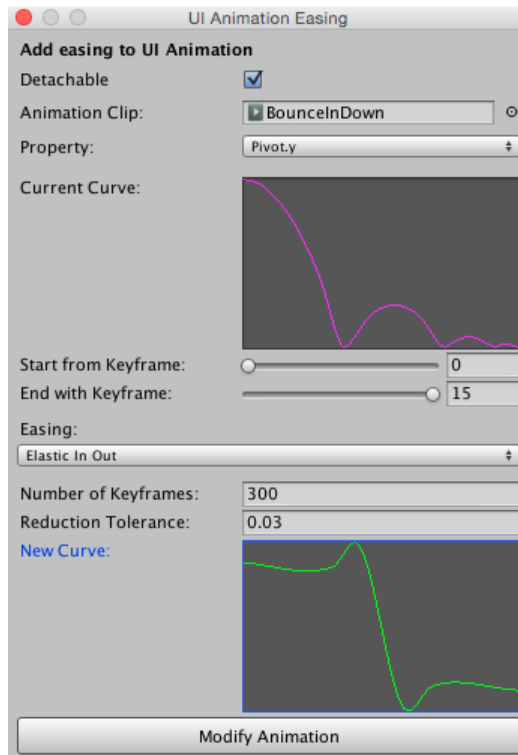 UI Animation Easing
Add easing to UI Animation
Detachable
Animation Clip: BounceInDown
Property: Pivot.y
Current Curve:
Start from Keyframe: 0
End with Keyframe: 15
Easing:
Elastic In Out
Number of Keyframes: 300
Reduction Tolerance: 0.03
New Curve:
Modify Animation